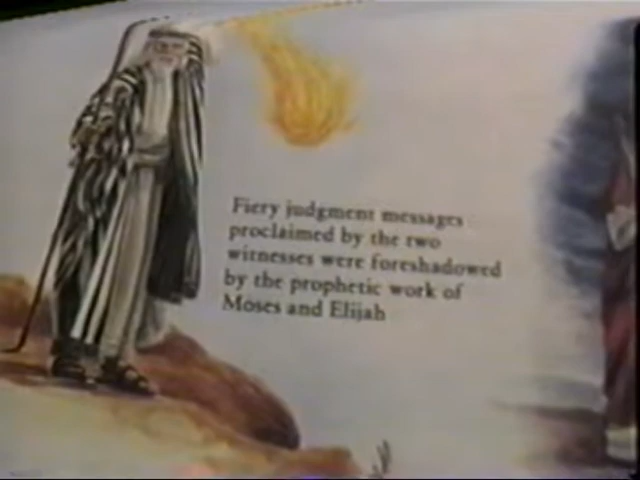 Fiery judgment messages
proclaimed by the two
witnesses were foreshadowed
by the prophetic work of
Moses and Elijah